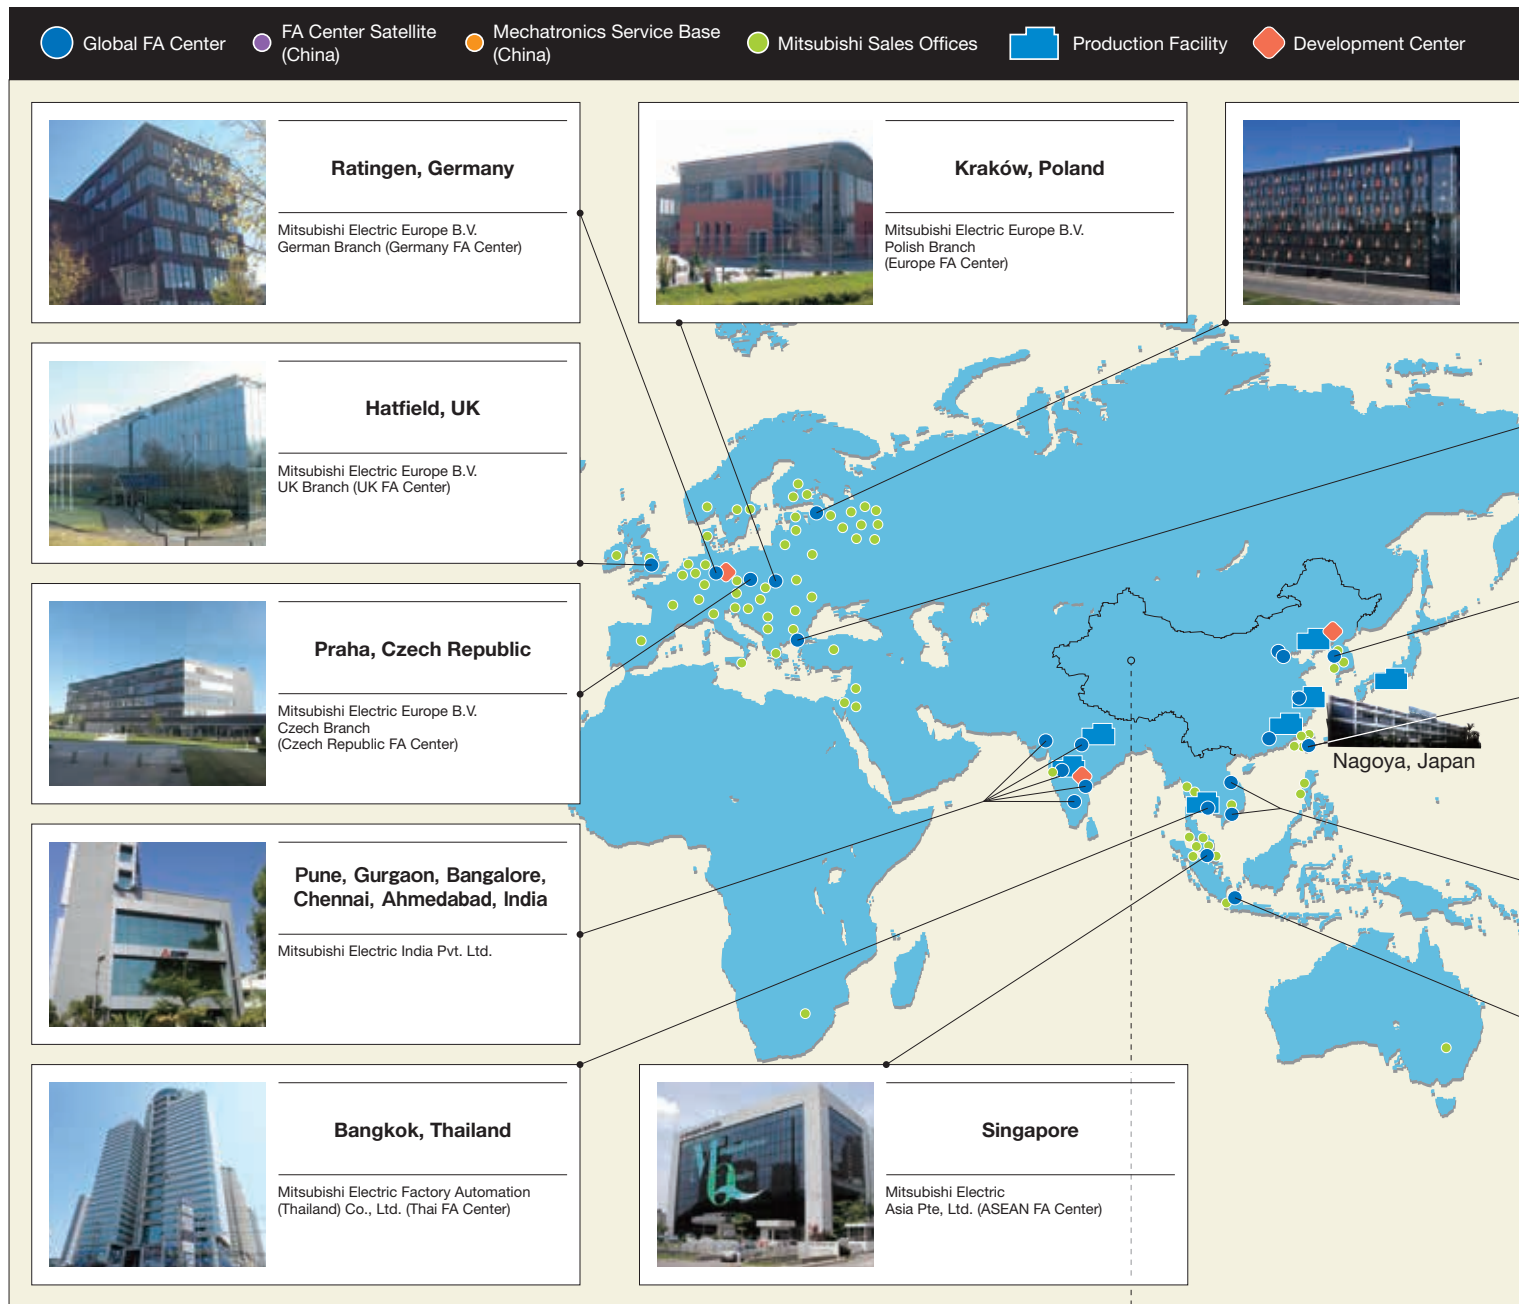 Global FA Center
FA Center Satellite
(China)
Mechatronics Service Base
(China)
Mitsubishi Sales Offices
Production Facility
Development Center
Ratingen, Germany
Mitsubishi Electric Europe B.V.
German Branch (Germany FA Center)
Kraków, Poland
Mitsubishi Electric Europe B.V.
Polish Branch
(Europe FA Center)
Hatfield, UK
Mitsubishi Electric Europe B.V.
UK Branch (UK FA Center)
Praha, Czech Republic
Mitsubishi Electric Europe B.V.
Czech Branch
(Czech Republic FA Center)
Nagoya, Japan
Pune, Gurgaon, Bangalore,
Chennai, Ahmedabad, India
Mitsubishi Electric India Pvt. Ltd.
Bangkok, Thailand
Mitsubishi Electric Factory Automation
(Thailand) Co., Ltd. (Thai FA Center)
Singapore
Mitsubishi Electric
Asia Pte, Ltd. (ASEAN FA Center)